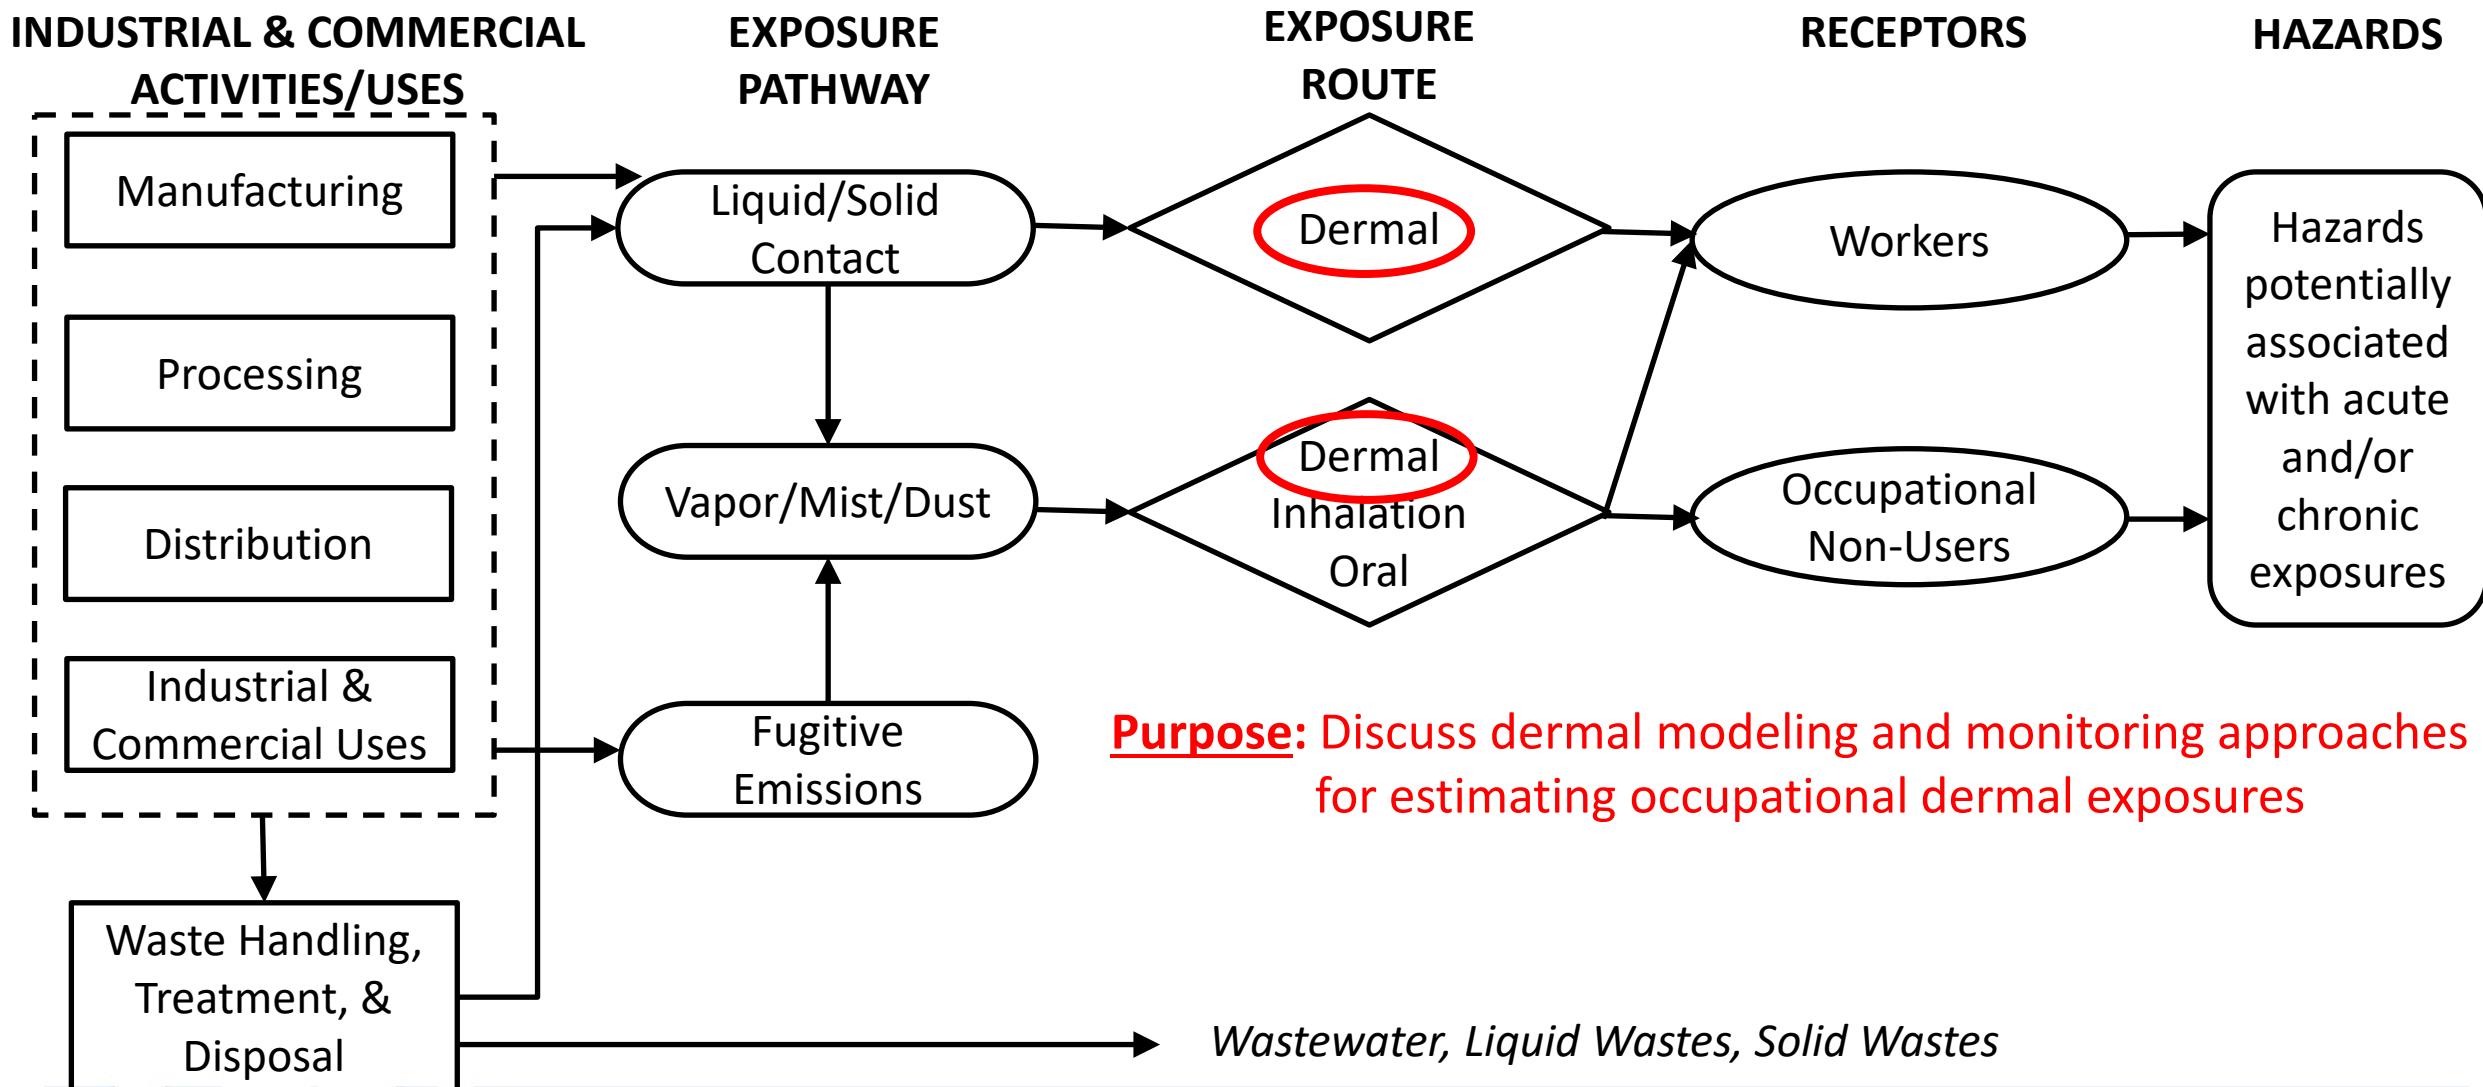 INDUSTRIAL & COMMERCIAL
ACTIVITIES/USES
EXPOSURE
PATHWAY
EXPOSURE
ROUTE
RECEPTORS
HAZARDS
Manufacturing
Processing
Distribution
Industrial &
Commercial Uses
Waste Handling,
Treatment, &
Disposal
Liquid/Solid
Contact
Vapor/Mist/Dust
Fugitive
Emissions
Dermal
Dermal
Inhalation
Oral
Workers
Occupational
Non-Users
Hazards
potentially
associated
with acute
and/or
chronic
exposures
Purpose: Discuss dermal modeling and monitoring approaches
for estimating occupational dermal exposures
Wastewater, Liquid Wastes, Solid Wastes